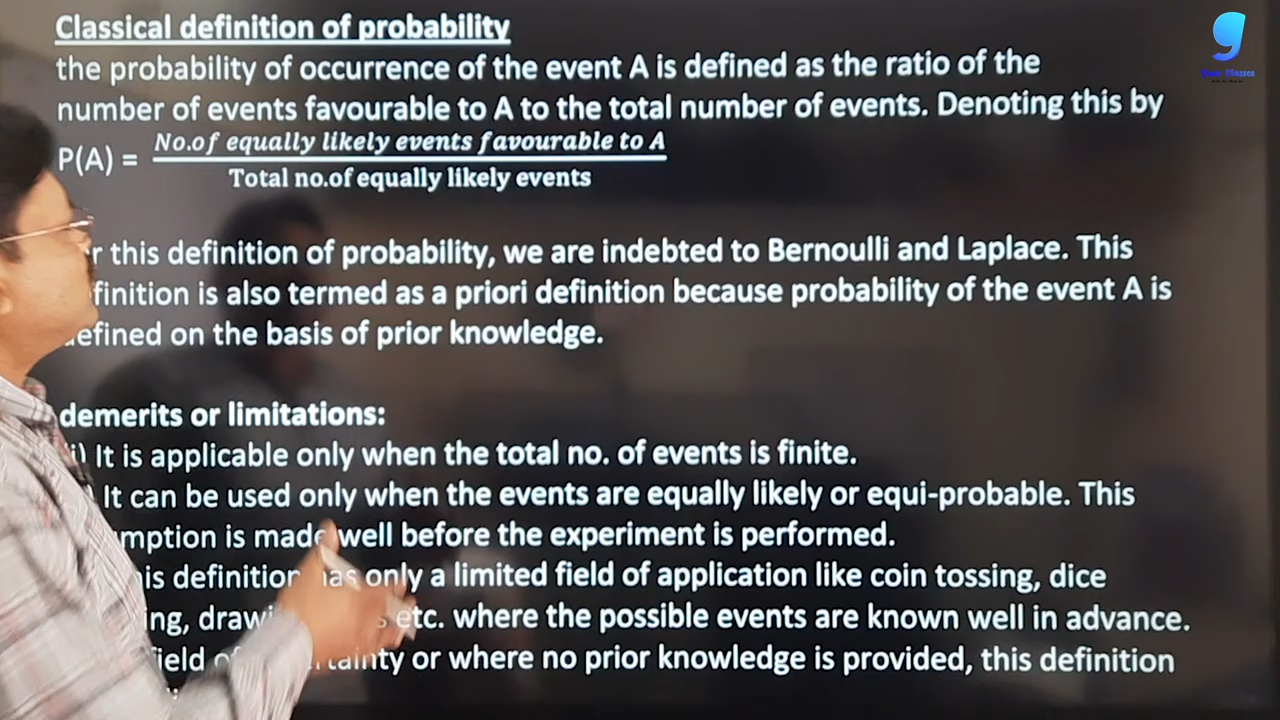 Classical definition of probability
the probability of occurrence of the event A is defined as the ratio of the
number of events favourable to A to the total number of events. Denoting this by
P(A) = No.of equally likely events favourable to A
Total no.of equally likely events
r this definition of probability, we are indebted to Bernoulli and Laplace. This
finition is also termed as a priori definition because probability of the event A is
efined on the basis of prior knowledge.
demerits or limitations:
i) It is applicable only when the total no. of events is finite.
) It can be used only when the events are equally likely or equi-probable. This
mption is made well before the experiment is performed.
is definition has only a limited field of application like coin tossing, dice
ing, etc. where the possible events are known well in advance.
ield or where no prior knowledge is provided, this definition